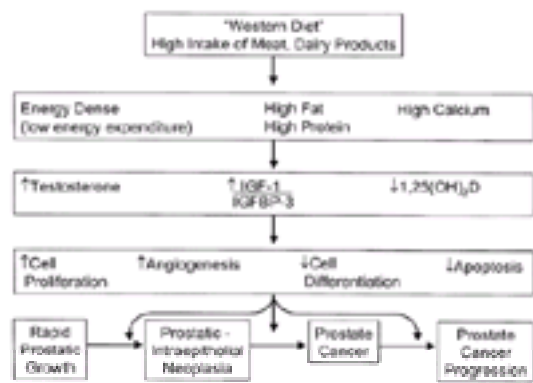 "Western Diet"
High Intake of Meat, Dairy Products
Energy Dense
(low energy expenditure)
High Fat
High Protein
High Calcium
↑Testosterone
↑IGF-1
IGFBP-3
↓1,25(OH)₂D
↑Cell
Proliferation
↑Angiogenesis
↓Cell
Differentiation
↓Apoptosis
Rapid
Prostatic
Growth
Prostatic -
Intraepithelial
Neoplasia
Prostate
Cancer
Prostate
Cancer
Progression